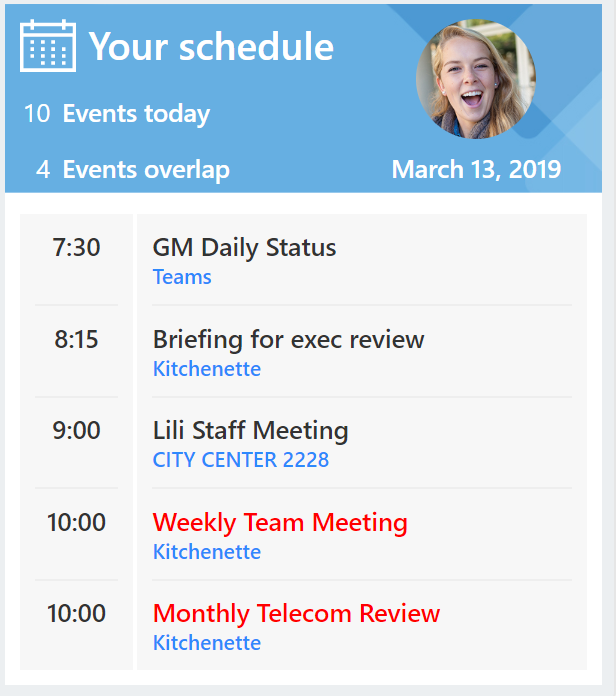 Your schedule
10 Events today
4 Events overlap
March 13, 2019
7:30 GM Daily Status
Teams
8:15 Briefing for exec review
Kitchenette
9:00 Lili Staff Meeting
CITY CENTER 2228
10:00 Weekly Team Meeting
Kitchenette
10:00 Monthly Telecom Review
Kitchenette